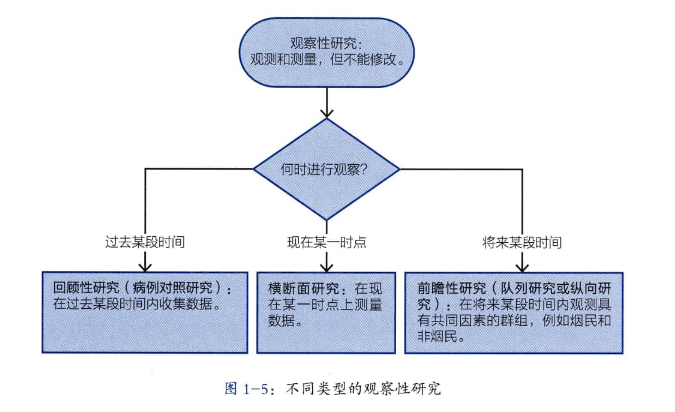 观察性研究：
观测和测量，但不能修改。
何时进行观察？
过去某段时间
现在某一时点
将来某段时间
回顾性研究（病例对照研究）：
在过去某段时间内收集数据。
横断面研究：在现
在某一时点上测量
数据。
前瞻性研究（队列研究或纵向研
究）：在将来某段时间内观测具
有共同因素的群组，例如烟民和
非烟民。
图 1-5：不同类型的观察性研究